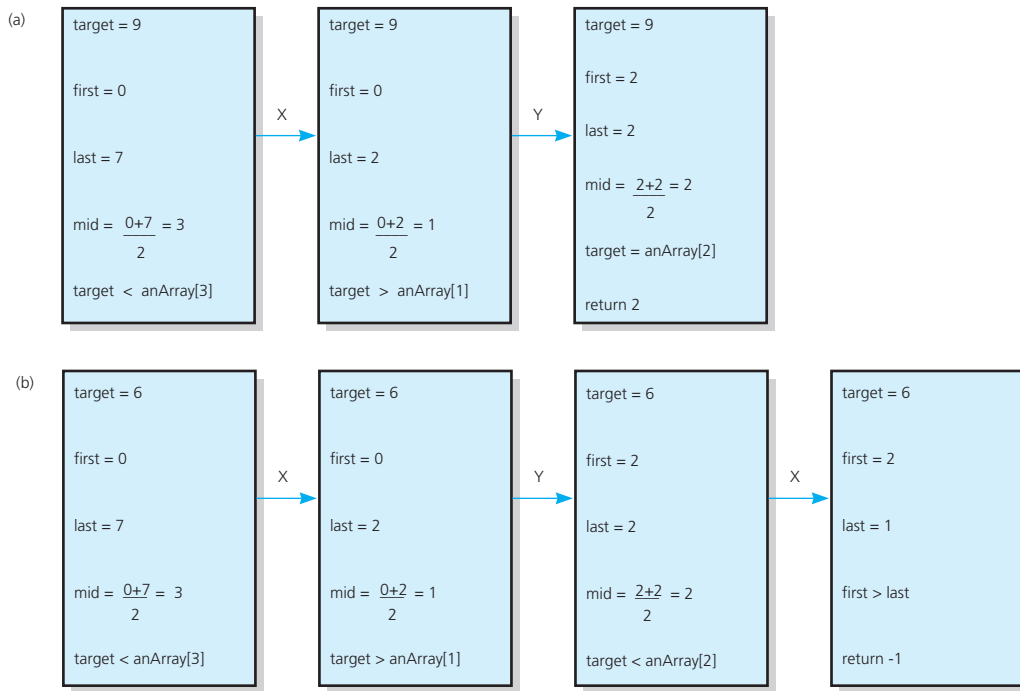 (a)
target = 9
first = 0
last = 7
mid = 0+7 = 3
2
target < anArray[3]
X
target = 9
first = 0
last = 2
mid = 0+2 = 1
2
target > anArray[1]
Y
target = 9
first = 2
last = 2
mid = 2+2 = 2
2
target = anArray[2]
return 2
(b)
target = 6
first = 0
last = 7
mid = 0+7 = 3
2
target < anArray[3]
X
target = 6
first = 0
last = 2
mid = 0+2 = 1
2
target > anArray[1]
Y
target = 6
first = 2
last = 2
mid = 2+2 = 2
2
target < anArray[2]
X
target = 6
first = 2
last = 1
first > last
return -1